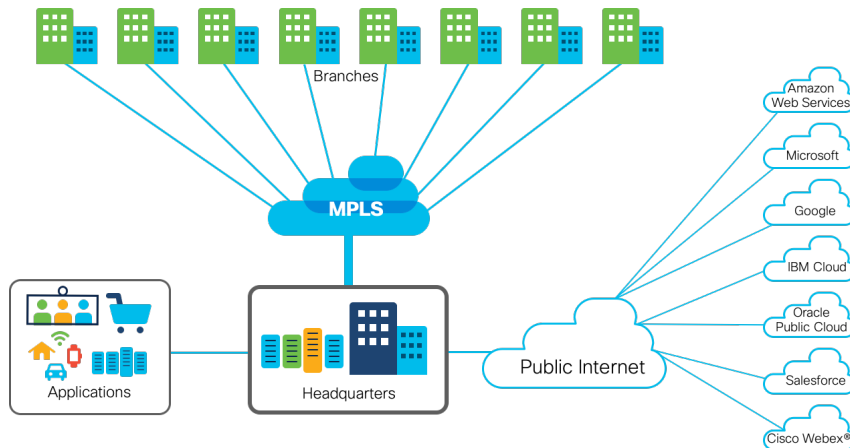 Branches
MPLS
Applications
Headquarters
Public Internet
Amazon
Web Services
Microsoft
Google
IBM Cloud
Oracle
Public Cloud
Salesforce
Cisco Webex®